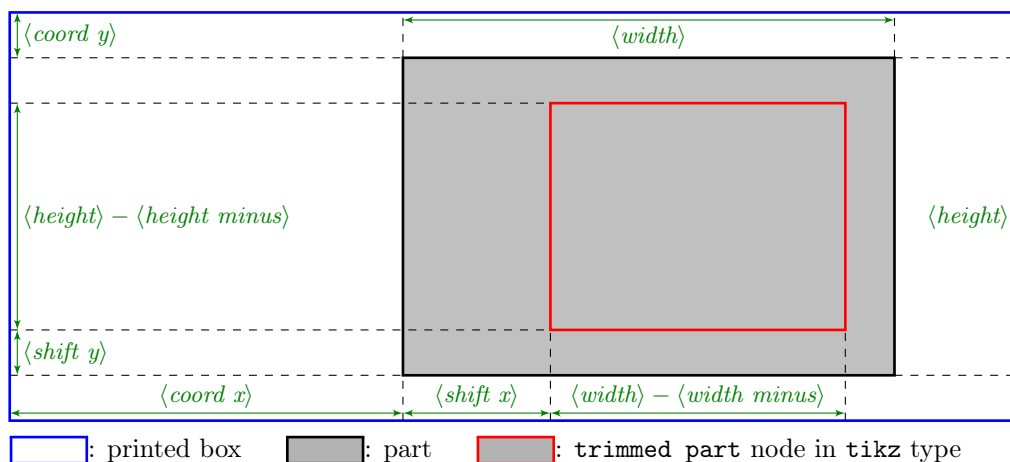 ⟨coord y⟩
⟨width⟩
⟨height⟩ − ⟨height minus⟩
⟨height⟩
⟨shift y⟩
⟨coord x⟩ ⟨shift x⟩ ⟨width⟩ − ⟨width minus⟩
: printed box : part : trimmed part node in tikz type